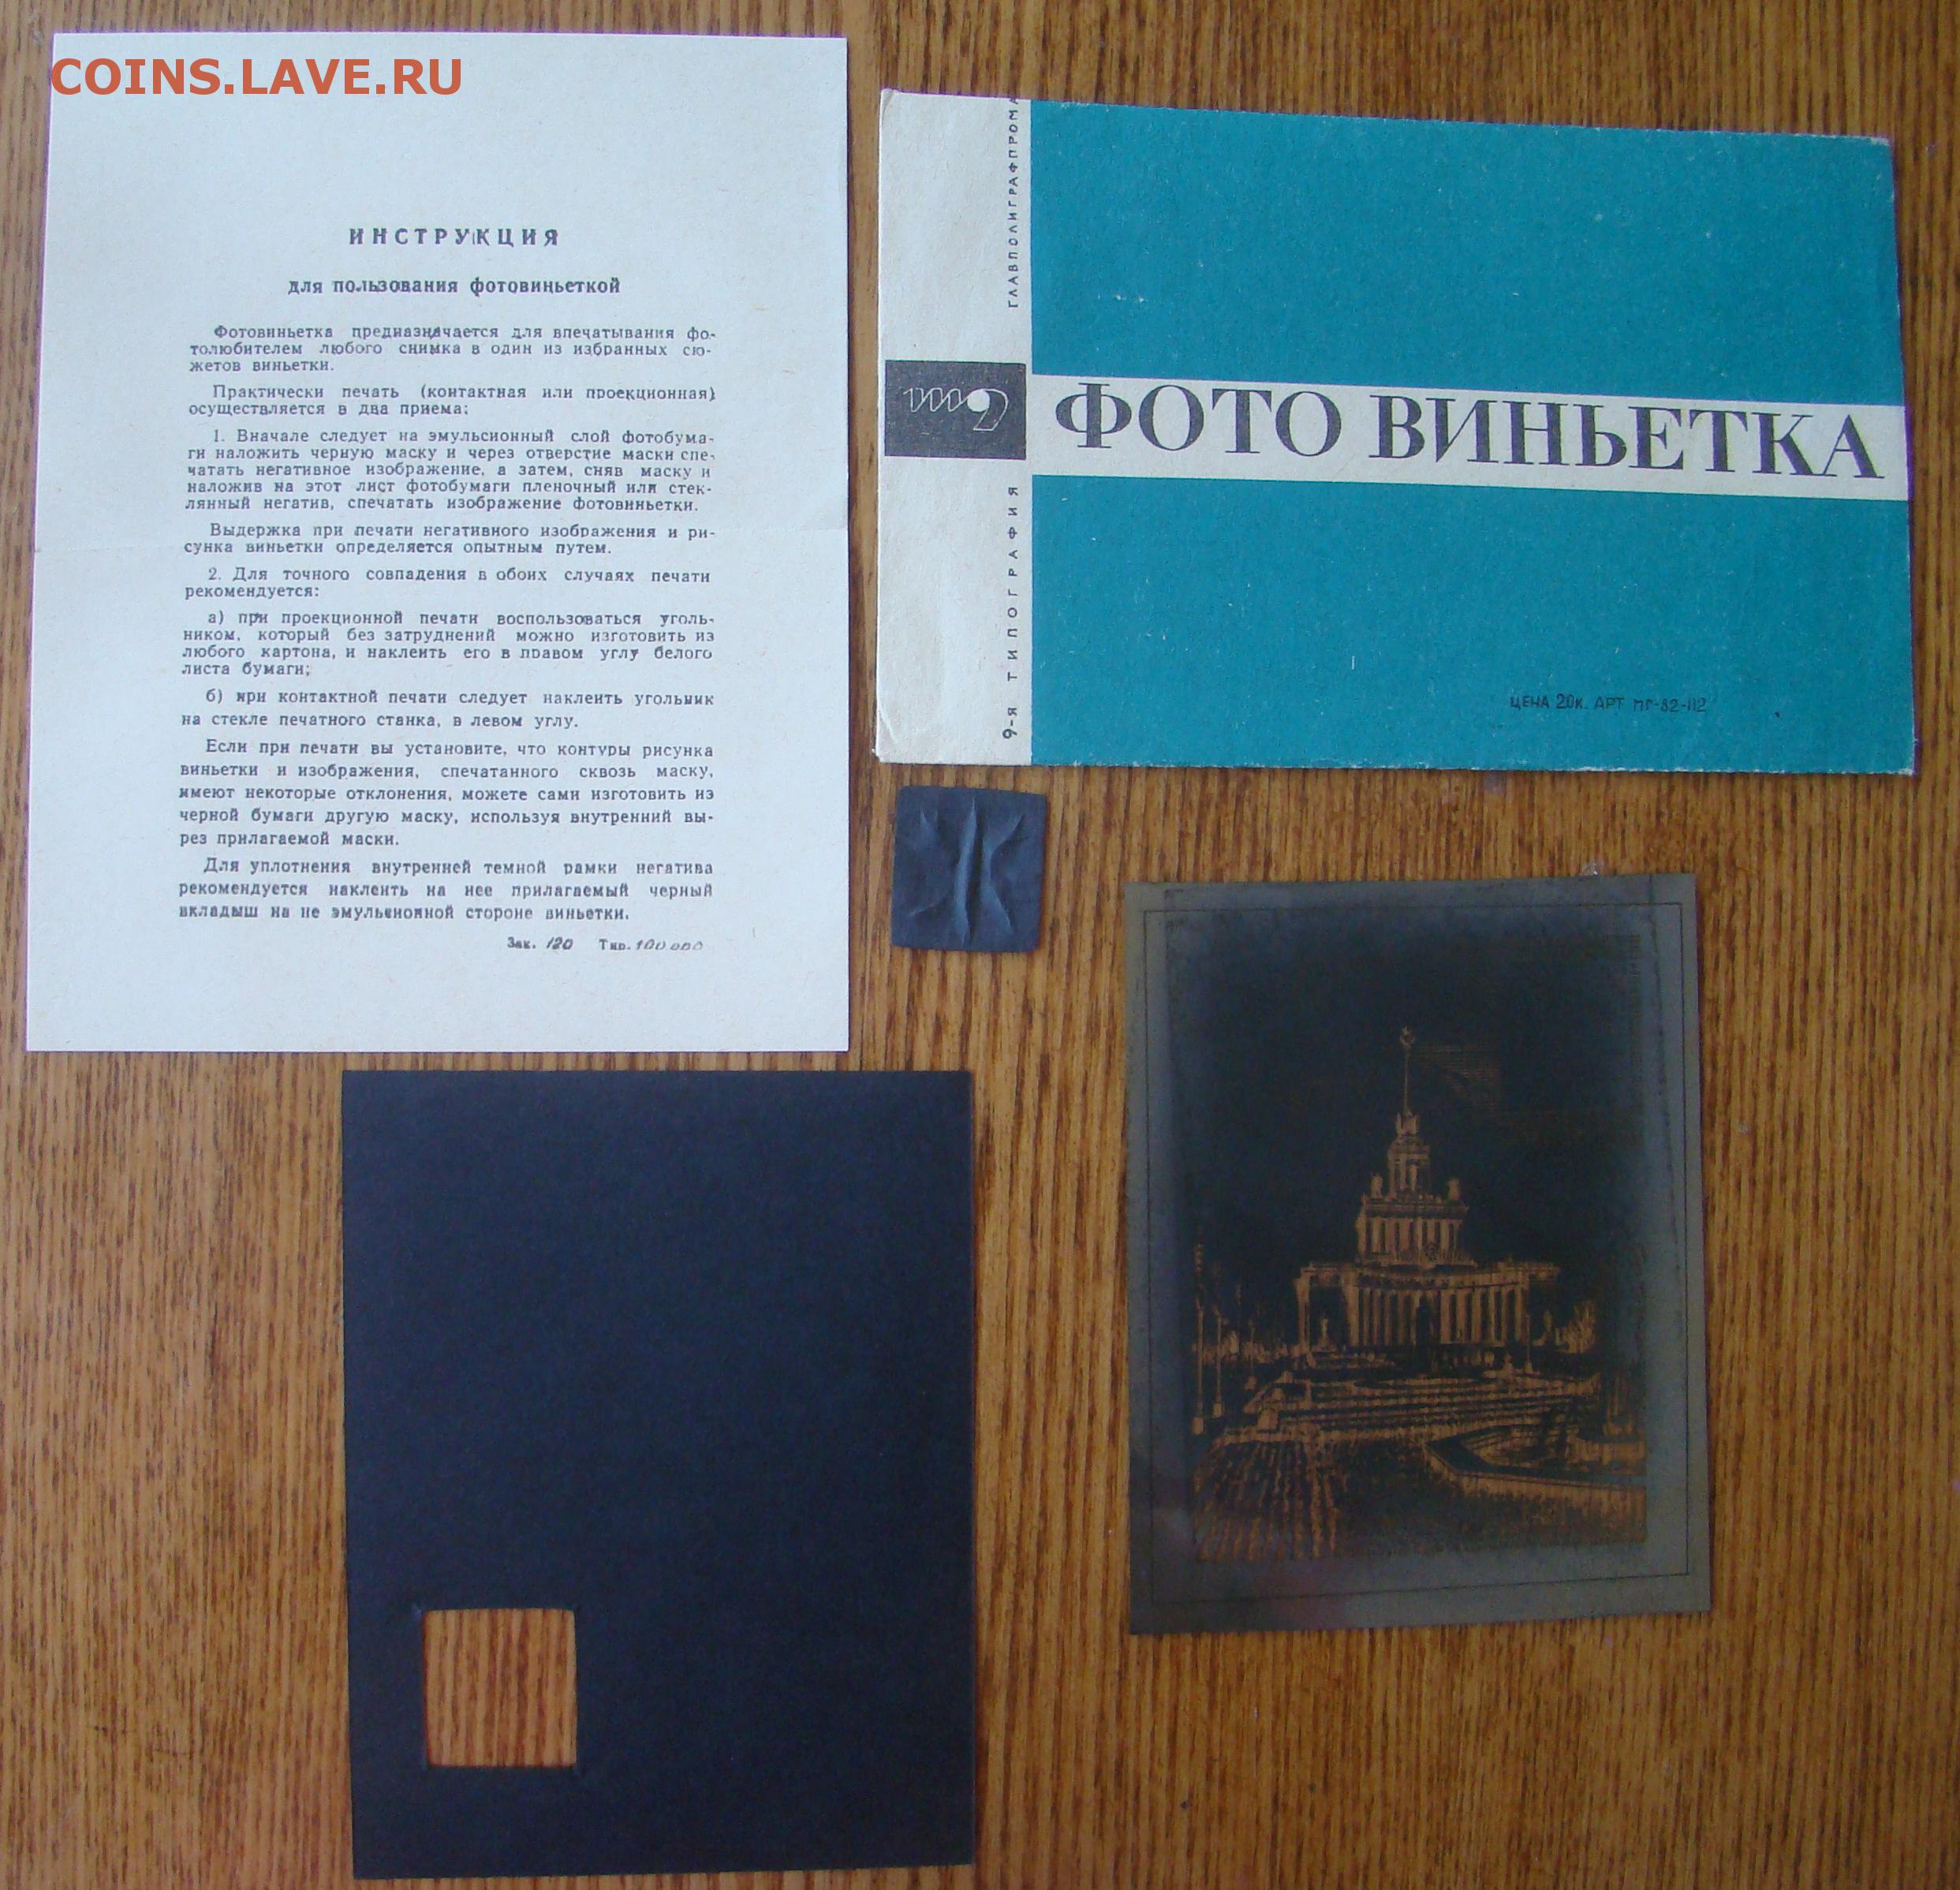 COINS.LAVE.RU
ИНСТРУКЦИЯ
для пользования фотовиньеткой
Фотовиньетка предназначается для впечатывания фо-
толюбителем любого снимка в один из избранных сю-
жетов виньетки.
Практически печать (контактная или проекционная)
осуществляется в два приема:
1. Вначале следует на эмульсионный слой фотобума-
ги наложить черную маску и через отверстие маски спе-
чатать негативное изображение, а затем, сняв маску и
наложив на этот лист фотобумаги пленочный или стек-
лянный негатив, спечатать изображение фотовиньетки.
Выдержка при печати негативного изображения и ри-
сунка виньетки определяется опытным путем.
2. Для точного совпадения в обоих случаях печати
рекомендуется:
а) при проекционной печати воспользоваться уголь-
ником, который без затруднений можно изготовить из
любого картона, и наклеить его в правом углу белого
листа бумаги;
б) при контактной печати следует наклеить угольник
на стекле печатного станка, в левом углу.
Если при печати вы установите, что контуры рисунка
виньетки и изображения, спечатанного сквозь маску,
имеют некоторые отклонения, можете сами изготовить из
черной бумаги другую маску, используя внутренний вы-
рез прилагаемой маски.
Для уплотнения внутренней темной рамки негатива
рекомендуется наклеить на нее прилагаемый черный
вкладыш на не эмульсионной стороне виньетки.
Зак. 120 Тир. 100 000
ГЛАВПОЛИГРАФПРОМА
9-я ТИПОГРАФИЯ
ФОТО ВИНЬЕТКА
ЦЕНА 20к. АРТ ПГ-82-112